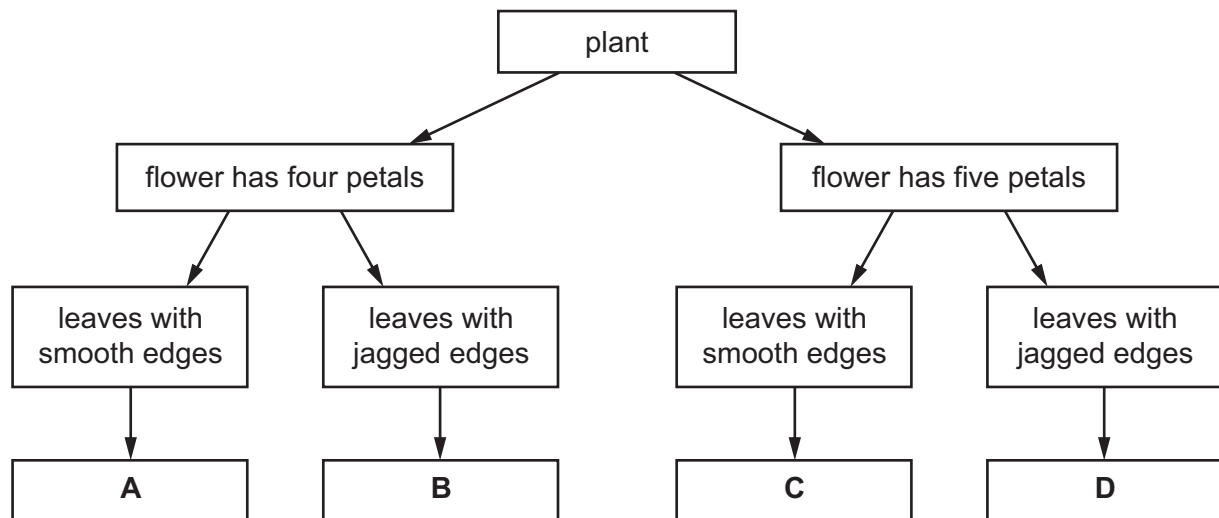 plant
flower has four petals
flower has five petals
leaves with
smooth edges
leaves with
jagged edges
leaves with
smooth edges
leaves with
jagged edges
A
B
C
D